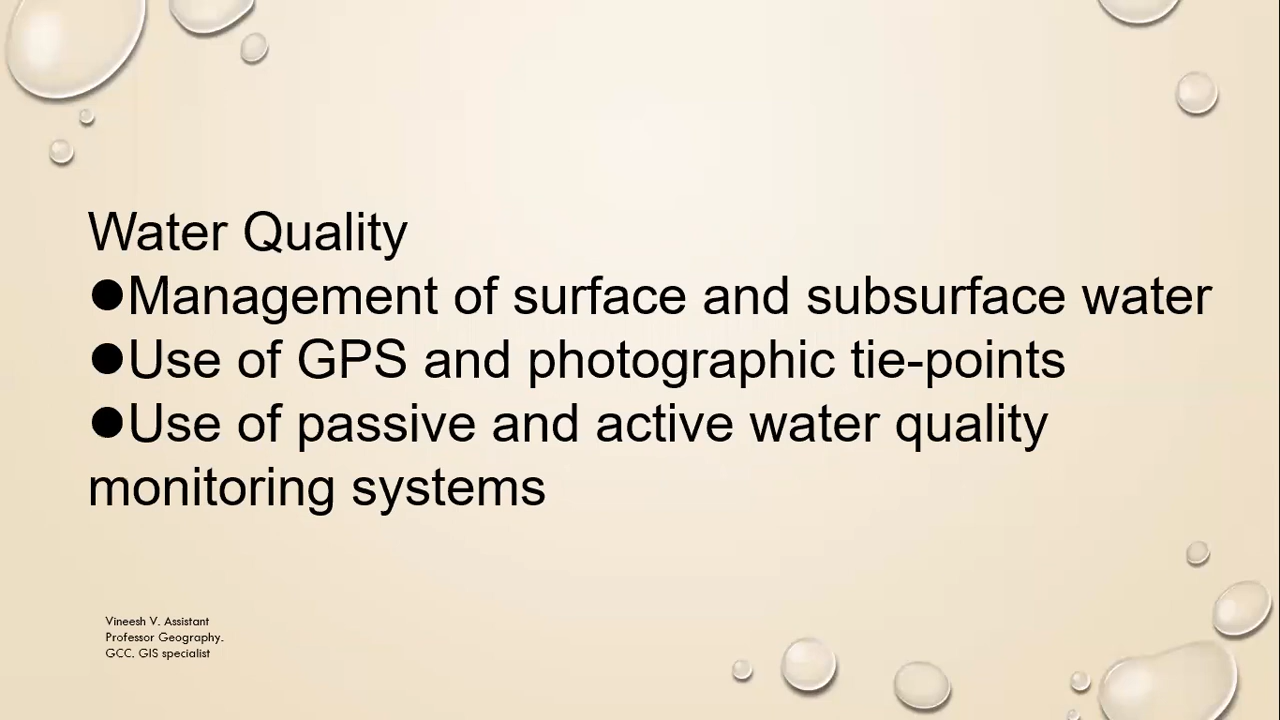 Water Quality
●Management of surface and subsurface water
●Use of GPS and photographic tie-points
●Use of passive and active water quality
monitoring systems
Vineesh V. Assistant
Professor Geography.
GCC. GIS specialist